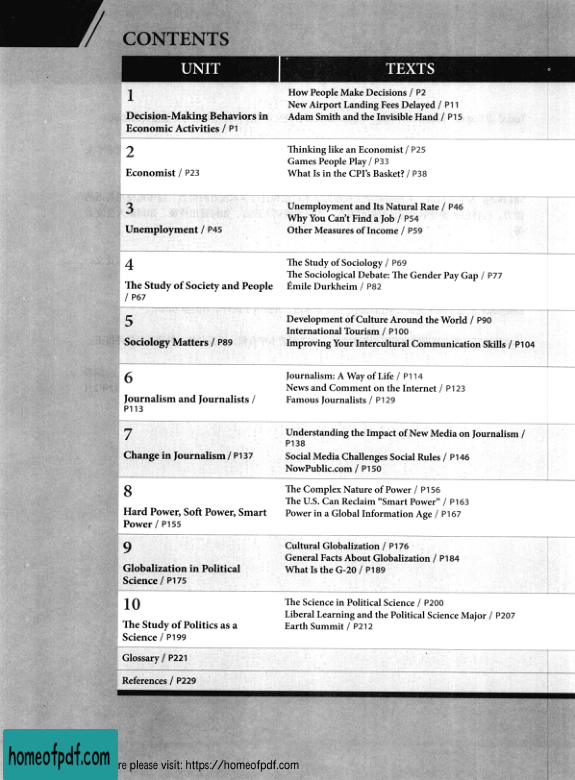 CONTENTS
UNIT TEXTS
1
Decision-Making Behaviors in
Economic Activities / P1
How People Make Decisions / P2
New Airport Landing Fees Delayed / P11
Adam Smith and the Invisible Hand / P15
2
Economist / P23
Thinking like an Economist / P25
Games People Play / P33
What Is in the CPI's Basket? / P38
3
Unemployment / P45
Unemployment and Its Natural Rate / P46
Why You Can't Find a Job / P54
Other Measures of Income / P59
4
The Study of Society and People
/ P67
The Study of Sociology / P69
The Sociological Debate: The Gender Pay Gap / P77
Émile Durkheim / P82
5
Sociology Matters / P89
Development of Culture Around the World / P90
International Tourism / P100
Improving Your Intercultural Communication Skills / P104
6
Journalism and Journalists /
P113
Journalism: A Way of Life / P114
News and Comment on the Internet / P123
Famous Journalists / P129
7
Change in Journalism / P137
Understanding the Impact of New Media on Journalism /
P138
Social Media Challenges Social Rules / P146
NowPublic.com / P150
8
Hard Power, Soft Power, Smart
Power / P155
The Complex Nature of Power / P156
The U.S. Can Reclaim "Smart Power" / P163
Power in a Global Information Age / P167
9
Globalization in Political
Science / P175
Cultural Globalization / P176
General Facts About Globalization / P184
What Is the G-20 / P189
10
The Study of Politics as a
Science / P199
The Science in Political Science / P200
Liberal Learning and the Political Science Major / P207
Earth Summit / P212
Glossary / P221
References / P229
homeofpdf.com
re please visit: https://homeofpdf.com